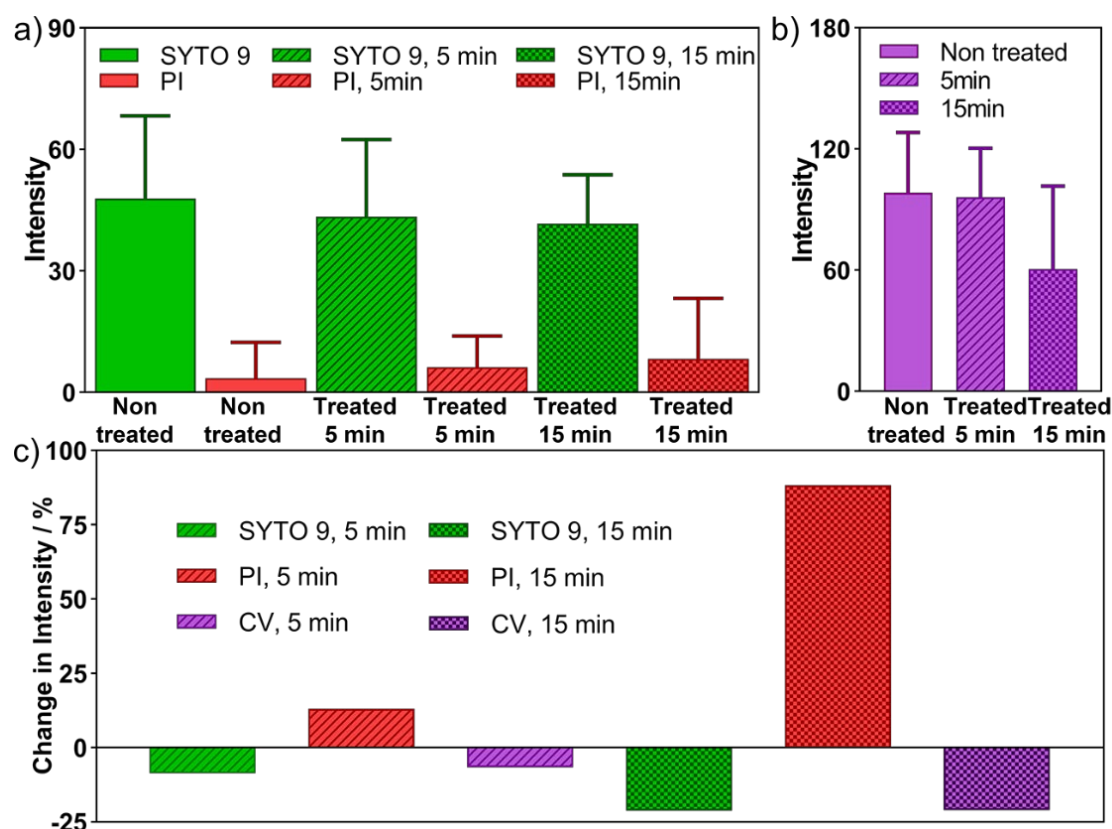 a)
90
60
30
0
Intensity
SYTO 9
SYTO 9, 5 min
SYTO 9, 15 min
PI
PI, 5min
PI, 15min
Non treated
Non treated
Treated 5 min
Treated 5 min
Treated 15 min
Treated 15 min
b)
180
120
60
0
Intensity
Non treated
5min
15min
Non treated
Treated 5 min
Treated 15 min
c)
100
75
50
25
0
-25
Change in Intensity / %
SYTO 9, 5 min
SYTO 9, 15 min
PI, 5 min
PI, 15 min
CV, 5 min
CV, 15 min